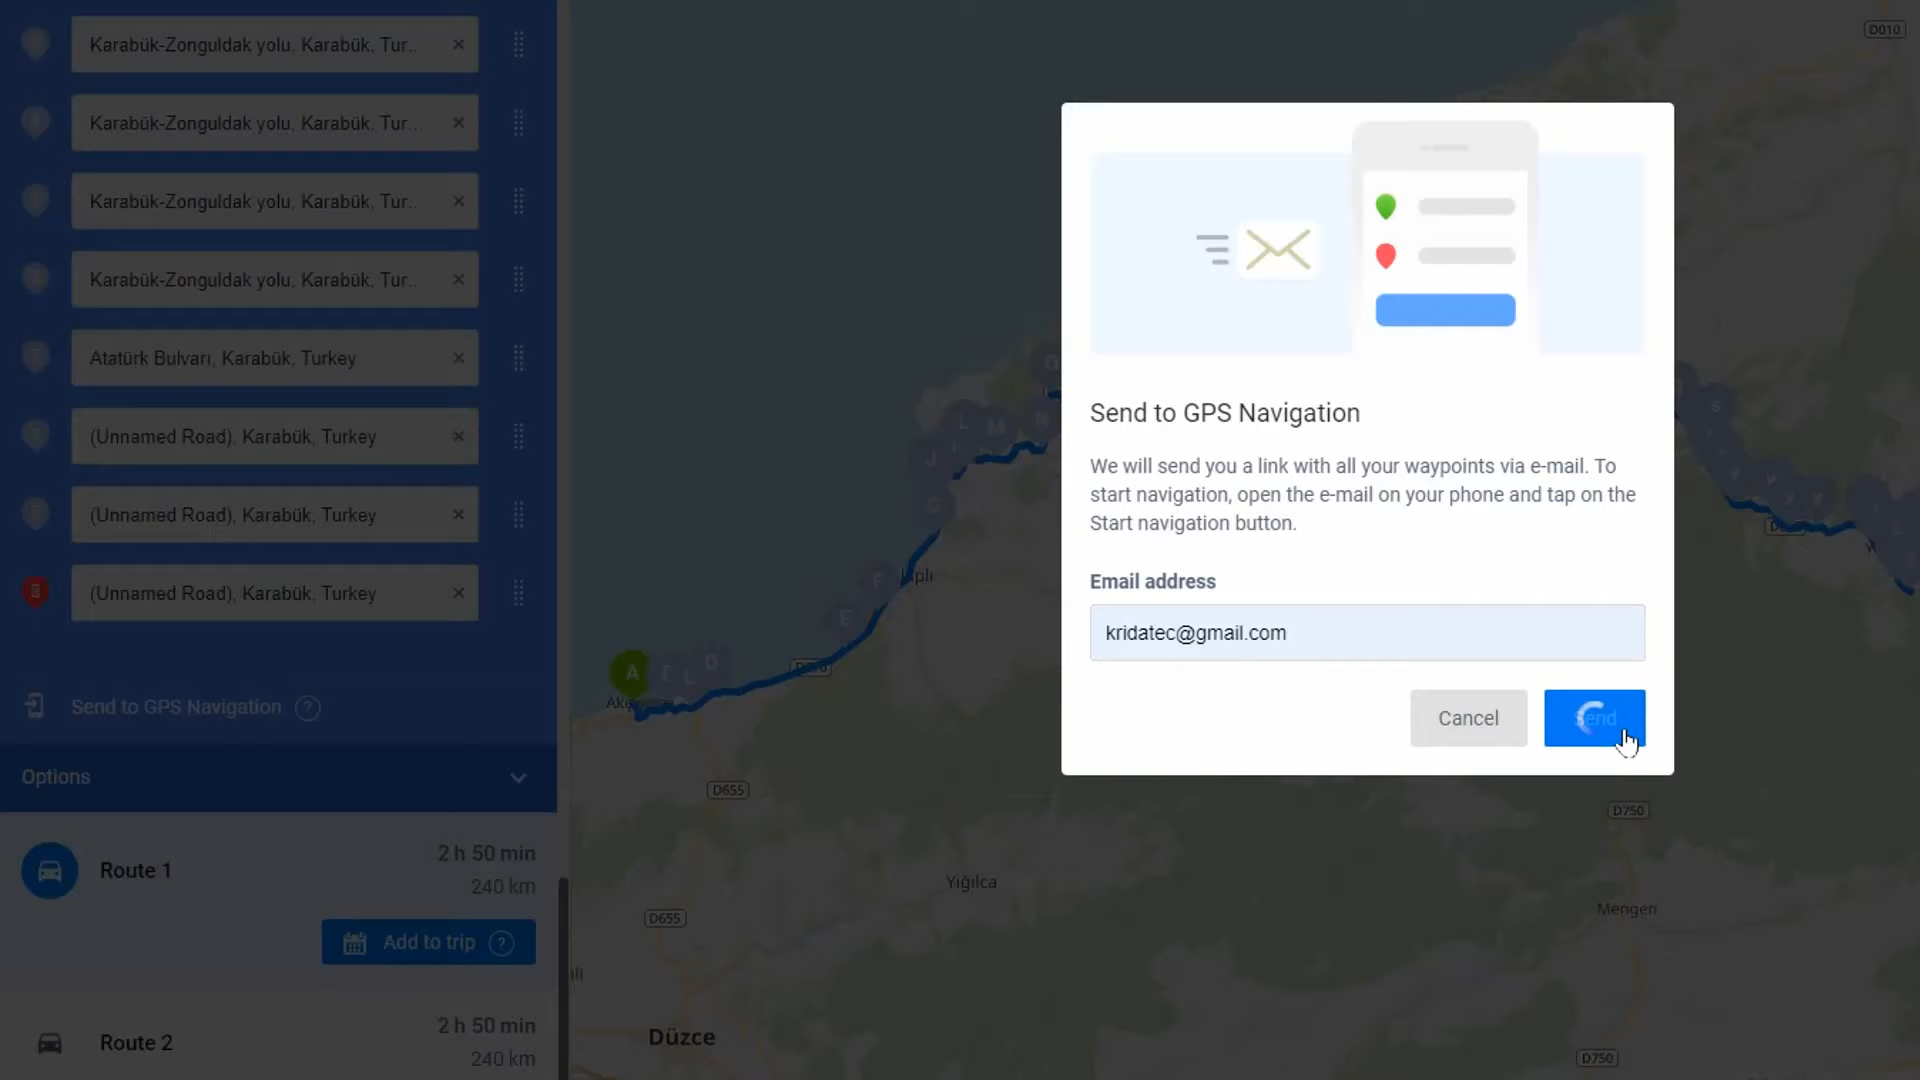 Karabük-Zonguldak yolu, Karabük, Tur...
Karabük-Zonguldak yolu, Karabük, Tur...
Karabük-Zonguldak yolu, Karabük, Tur...
Karabük-Zonguldak yolu, Karabük, Tur...
Atatürk Bulvarı, Karabük, Turkey
(Unnamed Road), Karabük, Turkey
(Unnamed Road), Karabük, Turkey
(Unnamed Road), Karabük, Turkey
Send to GPS Navigation ?
Options
Route 1
2 h 50 min
240 km
Add to trip ?
Route 2
2 h 50 min
240 km
D010
Send to GPS Navigation
We will send you a link with all your waypoints via e-mail. To
start navigation, open the e-mail on your phone and tap on the
Start navigation button.
Email address
kridatec@gmail.com
Cancel
Send
M
J
F
E
A
D655
D750
Yığılca
Mengen
D655
Düzce
D750